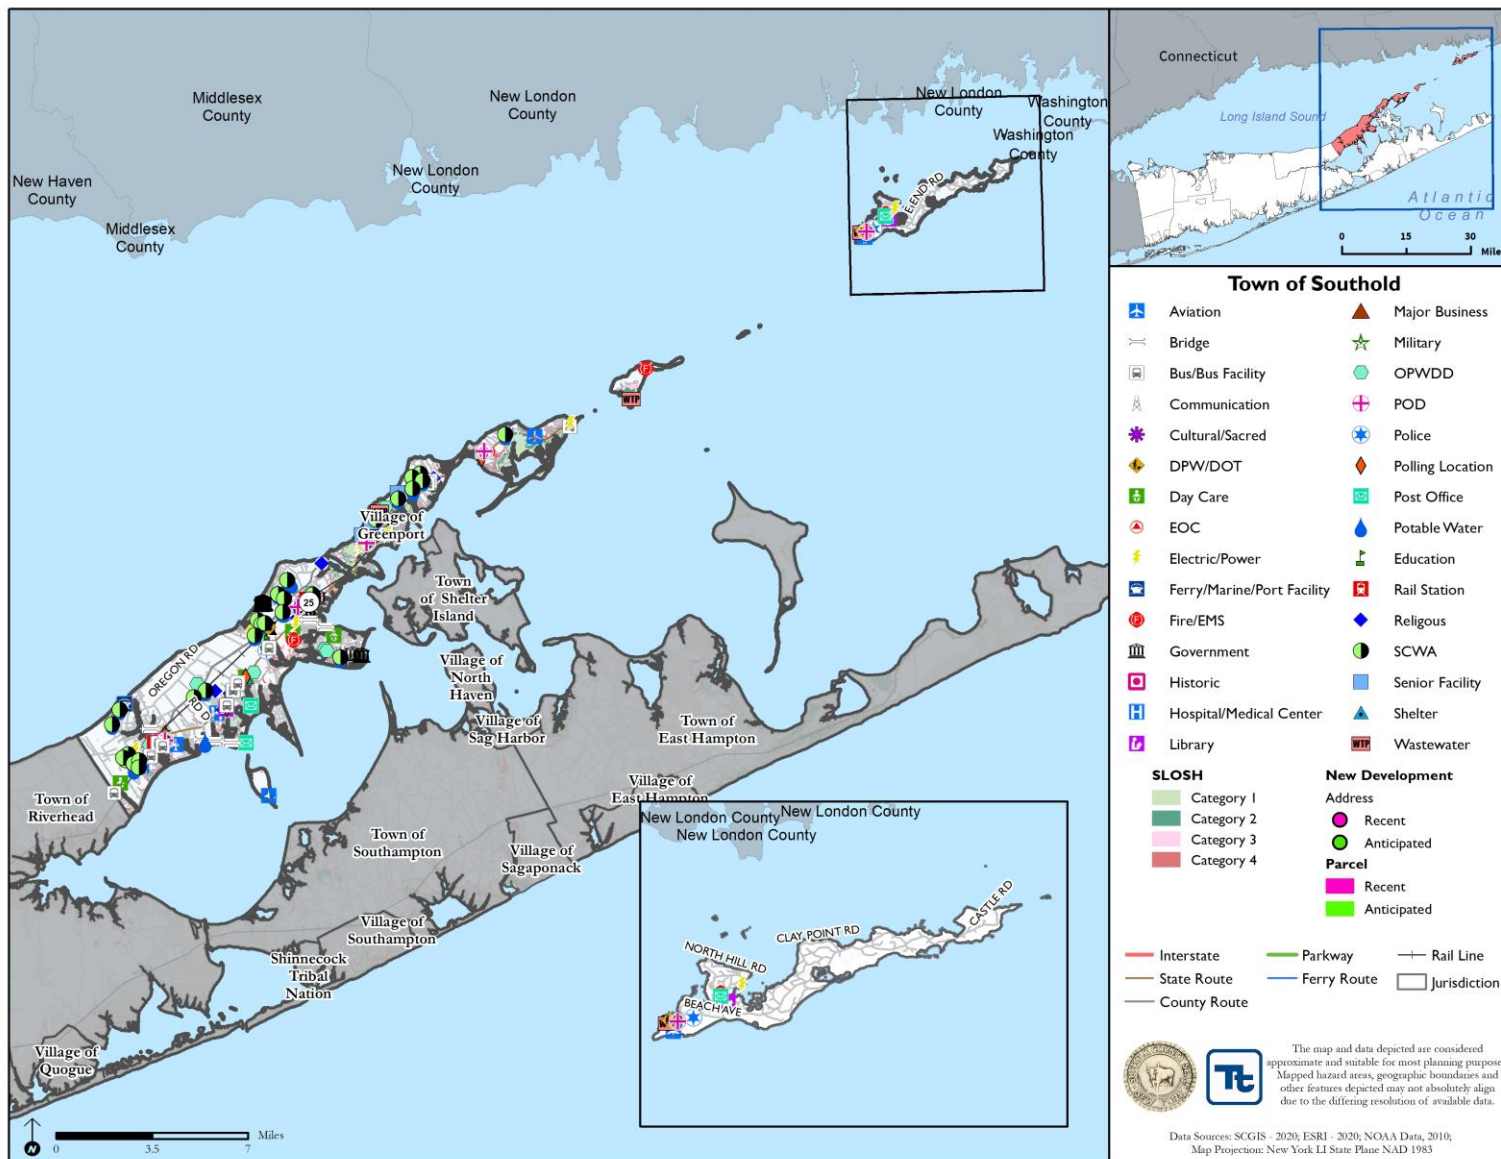 Middlesex
County
New London
County
New London
County
Washington
County
Washington
County
New Haven
County
New London
County
Middlesex
County
E END RD
Village of
Greenport
25
Town
of Shelter
Island
OREGON RD
RD D
Village of
North
Haven
Village of
Sag Harbor
Town of
East Hampton
Village of
East Hampton
Town of
Riverhead
Town of
Southampton
Village of
Sagaponack
Village of
Southampton
Shinnecock
Tribal
Nation
Village of
Quogue
WTP
F
F
N
0 3.5 7
Miles
New London County
New London County
New London County
CASTLE RD
CLAY POINT RD
NORTH HILL RD
BEACH AVE
Connecticut
Long Island Sound
Atlantic
Ocean
0 15 30
Mile
Town of Southold
Aviation
Bridge
Bus/Bus Facility
Communication
Cultural/Sacred
DPW/DOT
Day Care
EOC
Electric/Power
Ferry/Marine/Port Facility
Fire/EMS
Government
Historic
Hospital/Medical Center
Library
Major Business
Military
OPWDD
POD
Police
Polling Location
Post Office
Potable Water
Education
Rail Station
Religous
SCWA
Senior Facility
Shelter
WTP Wastewater
SLOSH
Category 1
Category 2
Category 3
Category 4
New Development
Address
Recent
Anticipated
Parcel
Recent
Anticipated
Interstate
State Route
County Route
Parkway
Ferry Route
Rail Line
Jurisdiction
Tt
The map and data depicted are considered
approximate and suitable for most planning purpose
Mapped hazard areas, geographic boundaries and
other features depicted may not absolutely align
due to the differing resolution of available data.
Data Sources: SCGIS - 2020; ESRI - 2020; NOAA Data, 2010;
Map Projection: New York LI State Plane NAD 1983